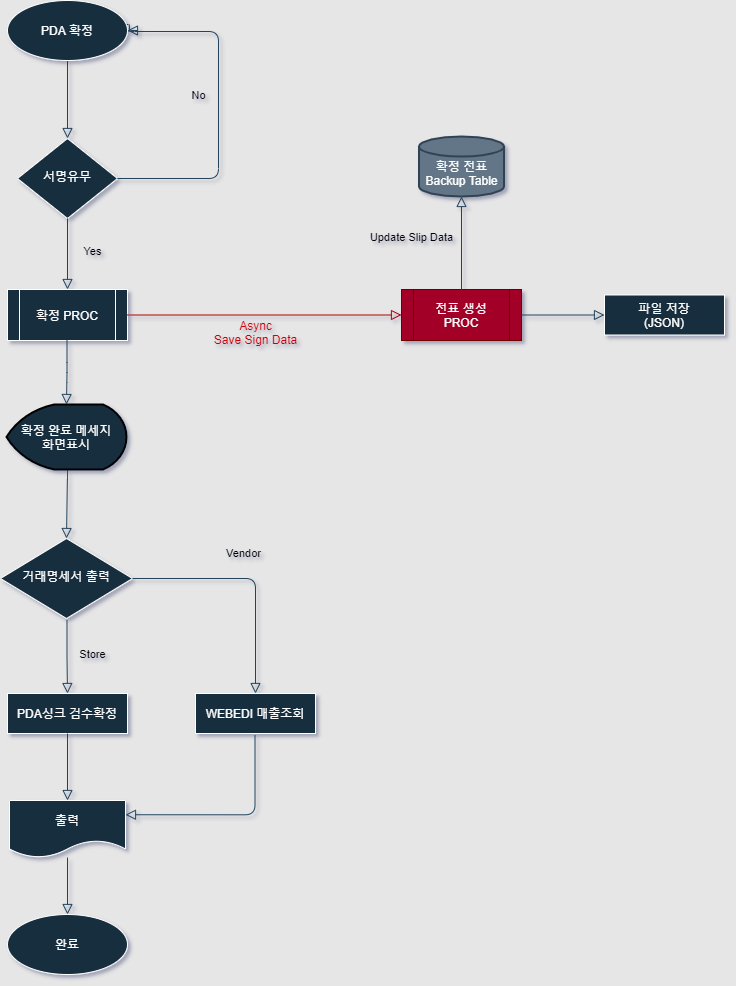 PDA 확정
No
서명유무
Yes
확정 전표
Backup Table
Update Slip Data
확정 PROC
Async
Save Sign Data
전표 생성
PROC
파일 저장
(JSON)
확정 완료 메세지
화면표시
거래명세서 출력
Vendor
Store
PDA싱크 검수확정
WEBEDI 매출조회
출력
완료